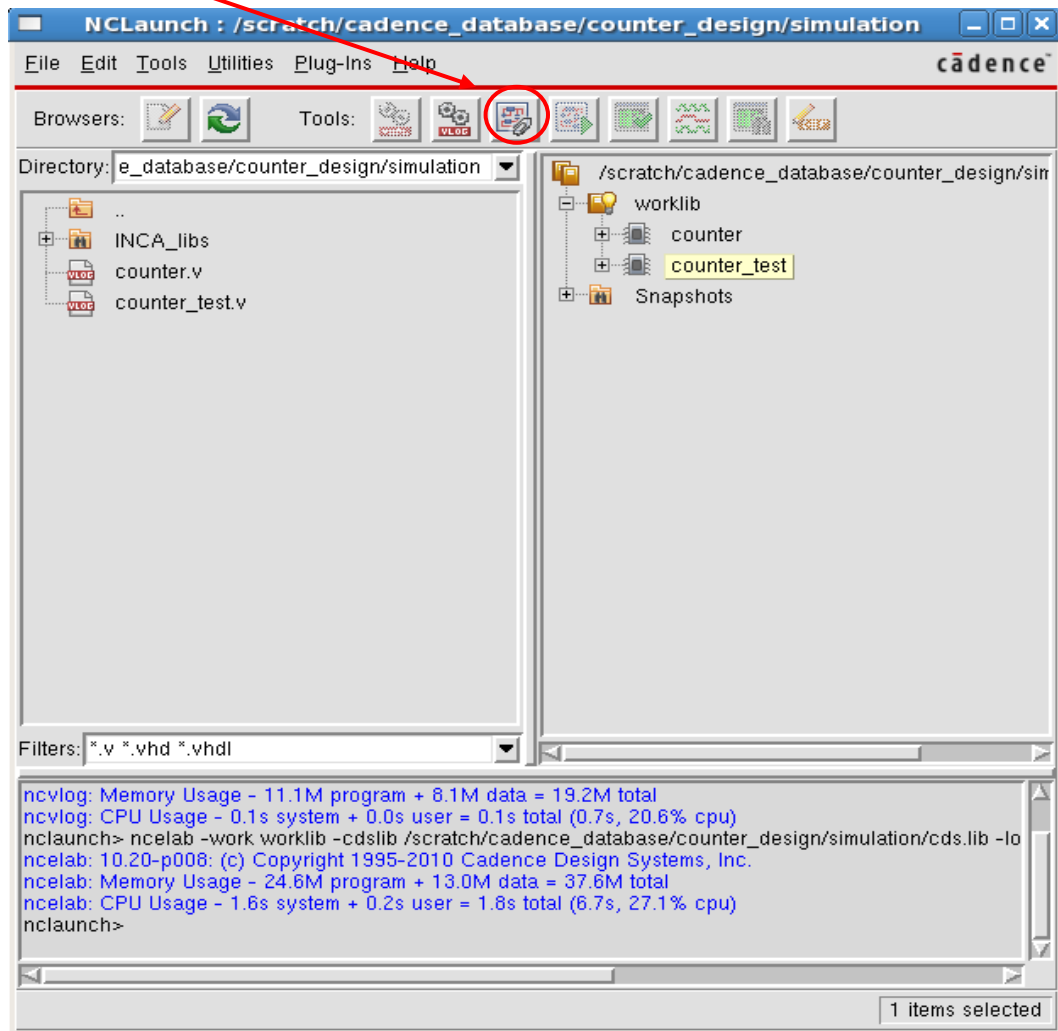 NCLaunch : /scratch/cadence_database/counter_design/simulation
File Edit Tools Utilities Plug-Ins Help cādence
Browsers: Tools: VLOG
Directory: e_database/counter_design/simulation
/scratch/cadence_database/counter_design/sim
..
worklib
INCA_libs
counter
VLOG counter.v
counter_test
VLOG counter_test.v
Snapshots
Filters: *.v *.vhd *.vhdl
ncvlog: Memory Usage - 11.1M program + 8.1M data = 19.2M total
ncvlog: CPU Usage - 0.1s system + 0.0s user = 0.1s total (0.7s, 20.6% cpu)
nclaunch> ncelab -work worklib -cdslib /scratch/cadence_database/counter_design/simulation/cds.lib -lo
ncelab: 10.20-p008: (c) Copyright 1995-2010 Cadence Design Systems, Inc.
ncelab: Memory Usage - 24.6M program + 13.0M data = 37.6M total
ncelab: CPU Usage - 1.6s system + 0.2s user = 1.8s total (6.7s, 27.1% cpu)
nclaunch>
1 items selected